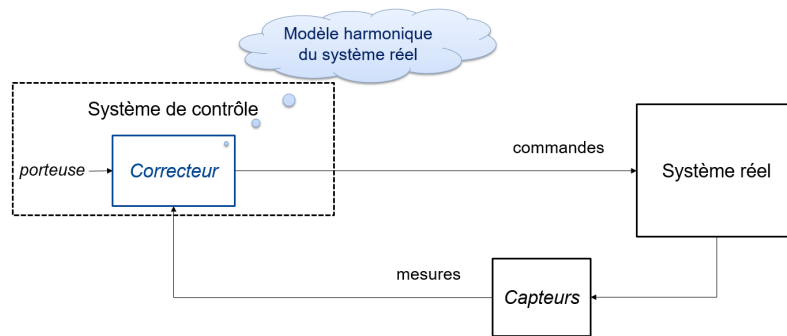 Modèle harmonique
du système réel
Système de contrôle
porteuse
Correcteur
commandes
Système réel
mesures
Capteurs